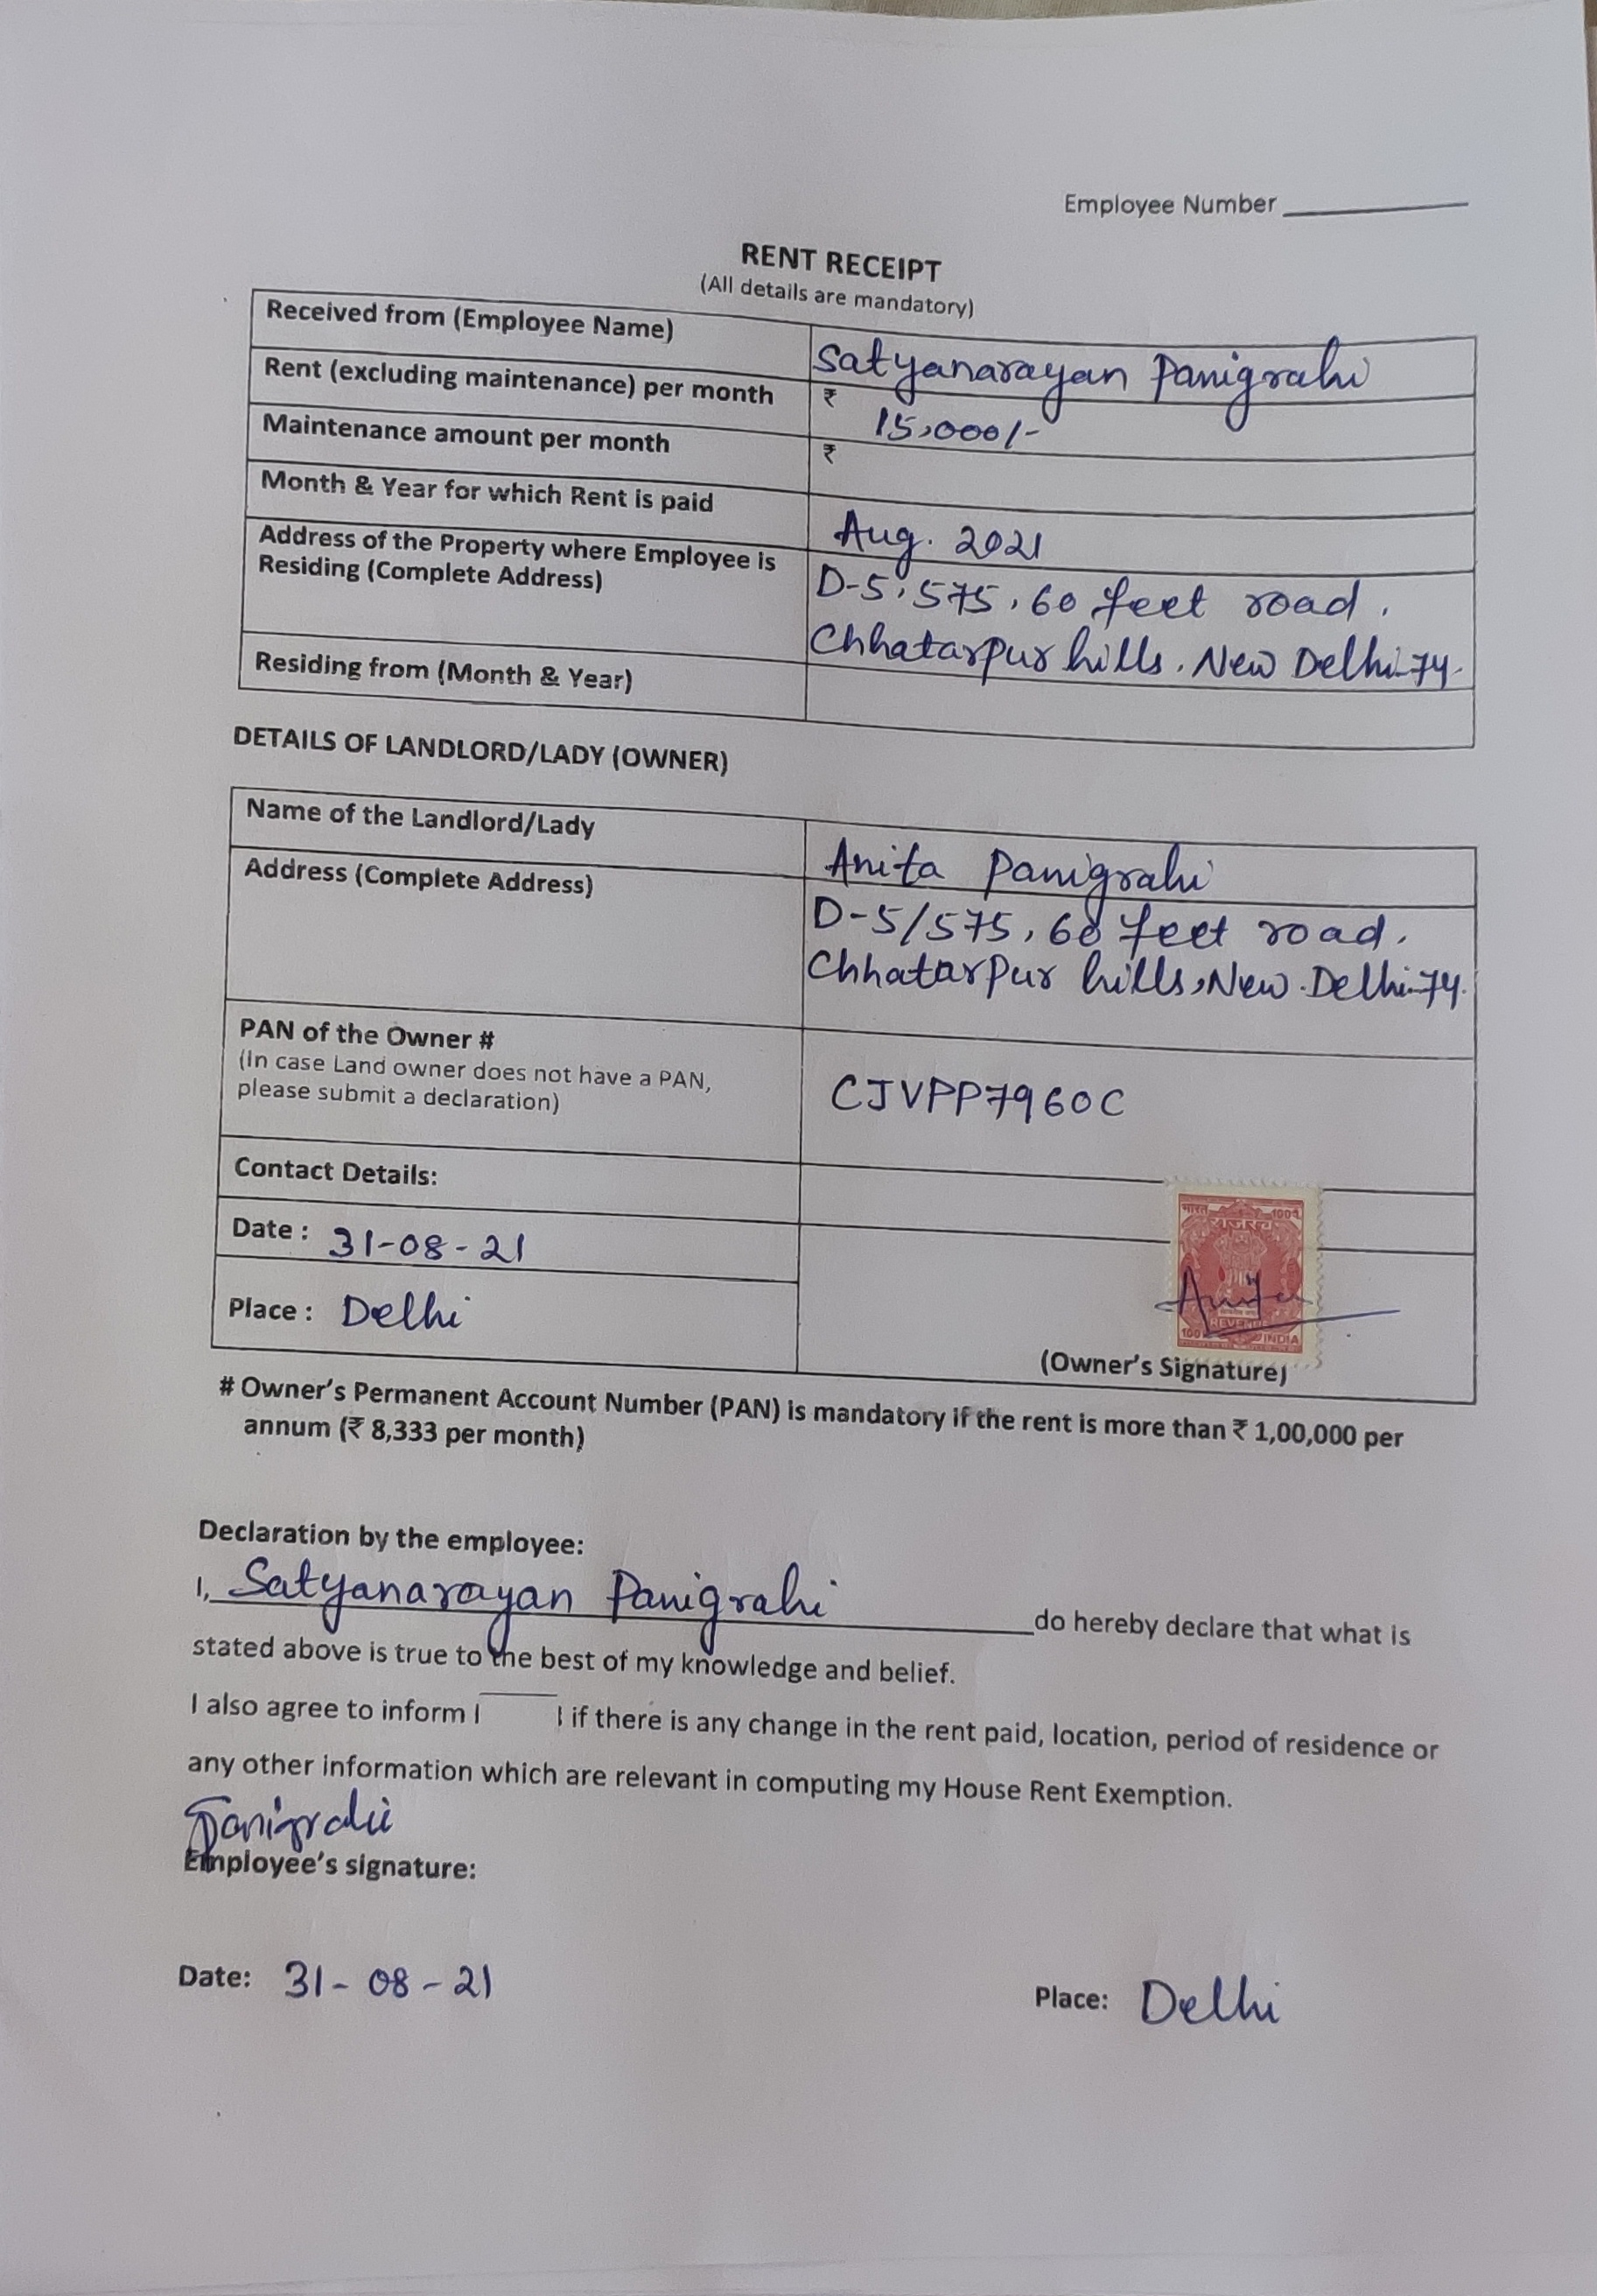 Employee Number
RENT RECEIPT
(All details are mandatory)
Received from (Employee Name) Satyanarayan Panigrahi
Rent (excluding maintenance) per month ₹ 15,000/-
Maintenance amount per month ₹
Month & Year for which Rent is paid Aug. 2021
Address of the Property where Employee is D-5, 575, 60 feet road,
Residing (Complete Address) Chhatarpur hills, New Delhi-74.
Residing from (Month & Year)
DETAILS OF LANDLORD/LADY (OWNER)
Name of the Landlord/Lady Anita Panigrahi
Address (Complete Address) D-5/575, 60 feet road,
Chhatarpur hills, New Delhi-74.
PAN of the Owner #
(In case Land owner does not have a PAN, CJVPP7960C
please submit a declaration)
Contact Details:
Date : 31-08-21
भारत 100
राजस्व
Anita
REVENUE
100 INDIA
Place : Delhi
(Owner's Signature)
# Owner's Permanent Account Number (PAN) is mandatory if the rent is more than ₹ 1,00,000 per
annum (₹ 8,333 per month)
Declaration by the employee:
I, Satyanarayan Panigrahi do hereby declare that what is
stated above is true to the best of my knowledge and belief.
I also agree to inform if there is any change in the rent paid, location, period of residence or
any other information which are relevant in computing my House Rent Exemption.
Panigrahi
Employee's signature:
Date: 31-08-21 Place: Delhi